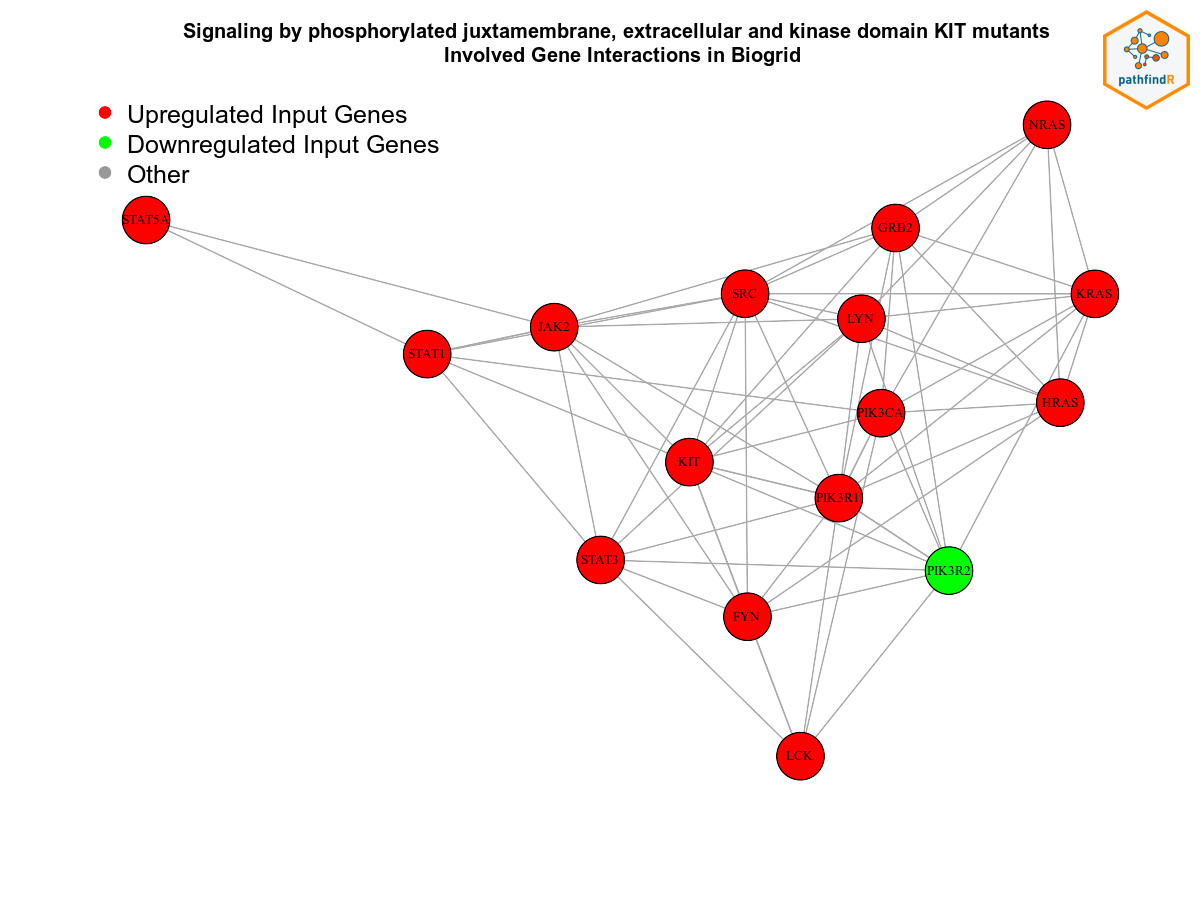 Signaling by phosphorylated juxtamembrane, extracellular and kinase domain KIT mutants
Involved Gene Interactions in Biogrid
pathfindR
Upregulated Input Genes
Downregulated Input Genes
Other
NRAS
STAT5A
GRB2
SRC
KRAS
LYN
JAK2
STAT1
HRAS
PIK3CA
KIT
PIK3R1
STAT3
PIK3R2
FYN
LCK